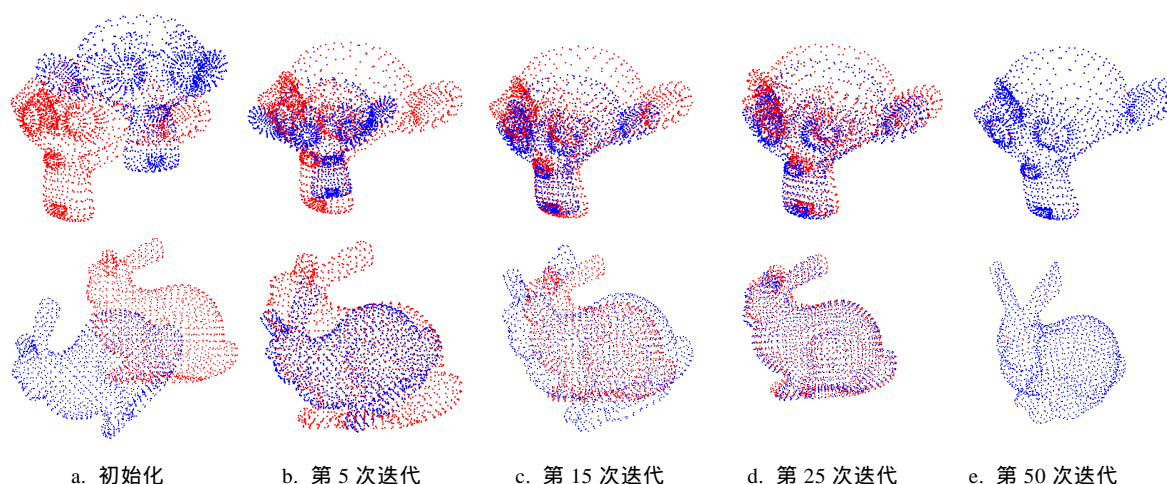 a. 初始化 b. 第 5 次迭代 c. 第 15 次迭代 d. 第 25 次迭代 e. 第 50 次迭代